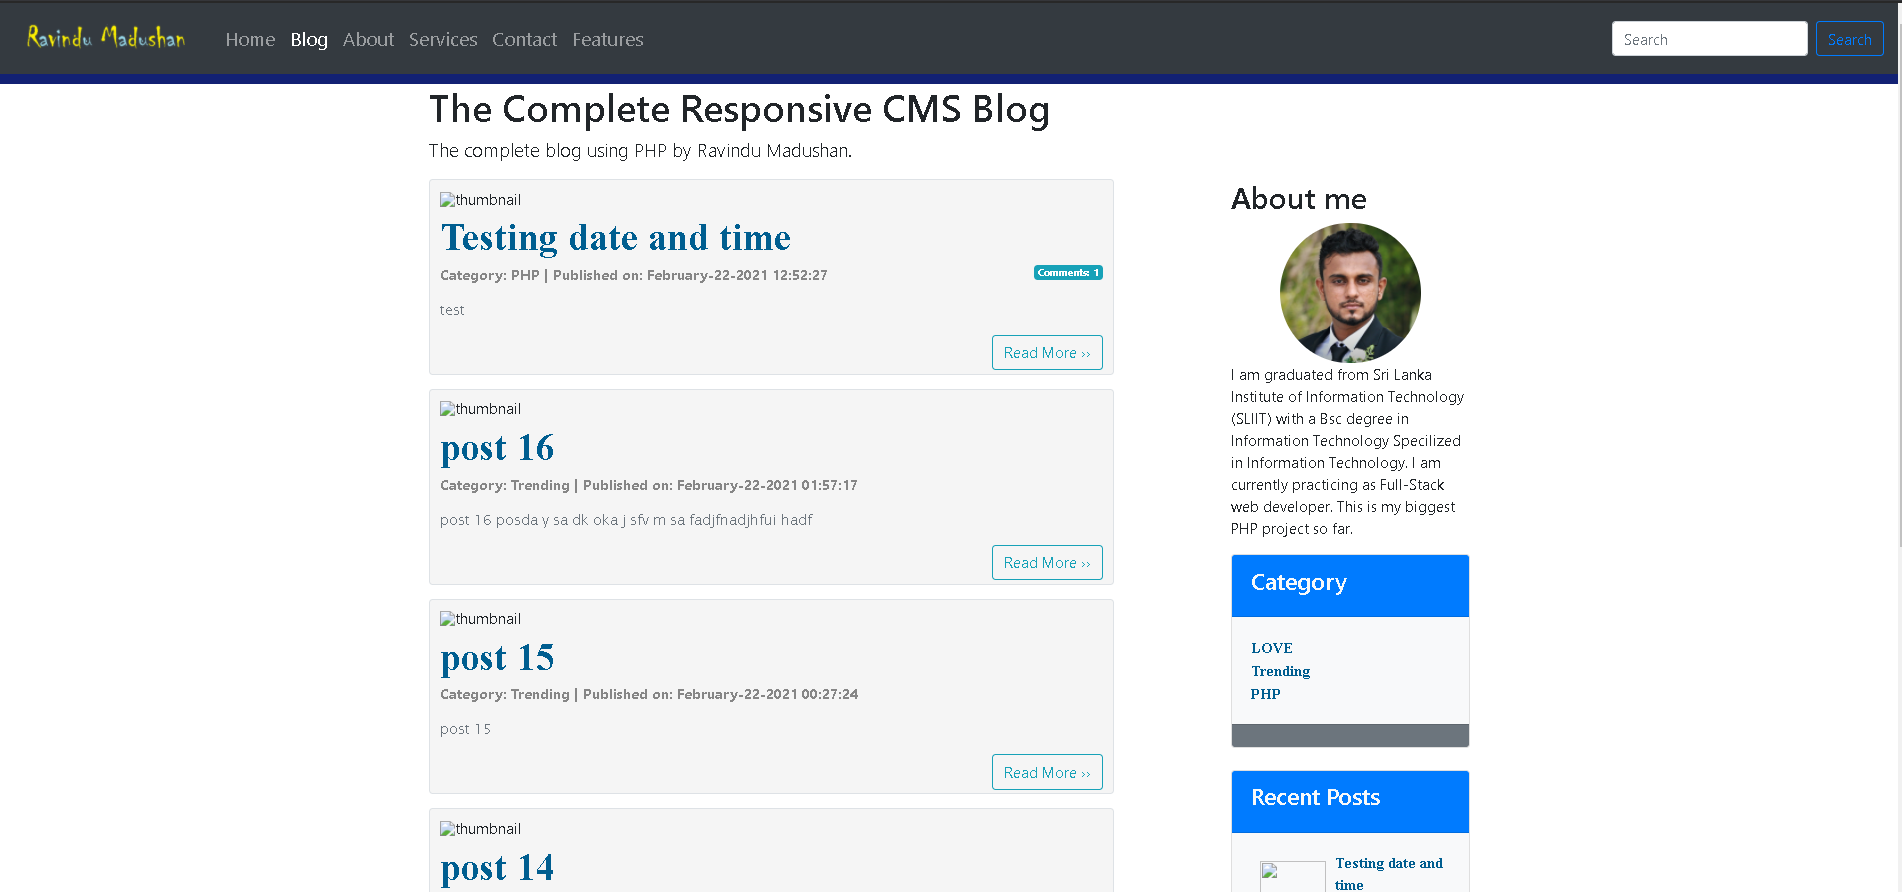 Ravindu Madushan Home Blog About Services Contact Features Search Search
The Complete Responsive CMS Blog
The complete blog using PHP by Ravindu Madushan.
thumbnail
Testing date and time
Category: PHP | Published on: February-22-2021 12:52:27 Comments: 1
test
Read More ››
thumbnail
post 16
Category: Trending | Published on: February-22-2021 01:57:17
post 16 posda y sa dk oka j sfv m sa fadjfnadjhfui hadf
Read More ››
thumbnail
post 15
Category: Trending | Published on: February-22-2021 00:27:24
post 15
Read More ››
thumbnail
post 14
About me
I am graduated from Sri Lanka
Institute of Information Technology
(SLIIT) with a Bsc degree in
Information Technology Specilized
in Information Technology. I am
currently practicing as Full-Stack
web developer. This is my biggest
PHP project so far.
Category
LOVE
Trending
PHP
Recent Posts
Testing date and
time